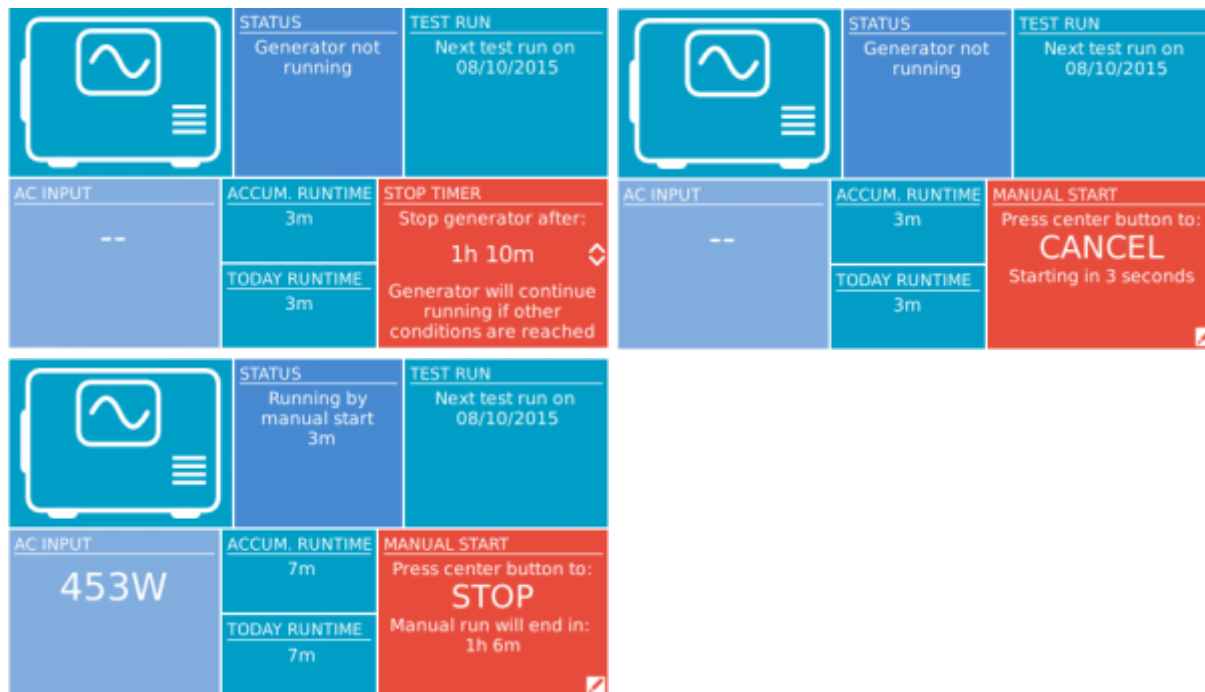 STATUS
Generator not
running
TEST RUN
Next test run on
08/10/2015
AC INPUT
--
ACCUM. RUNTIME
3m
TODAY RUNTIME
3m
STOP TIMER
Stop generator after:
1h 10m
Generator will continue
running if other
conditions are reached
STATUS
Generator not
running
TEST RUN
Next test run on
08/10/2015
AC INPUT
--
ACCUM. RUNTIME
3m
TODAY RUNTIME
3m
MANUAL START
Press center button to:
CANCEL
Starting in 3 seconds
STATUS
Running by
manual start
3m
TEST RUN
Next test run on
08/10/2015
AC INPUT
453W
ACCUM. RUNTIME
7m
TODAY RUNTIME
7m
MANUAL START
Press center button to:
STOP
Manual run will end in:
1h 6m